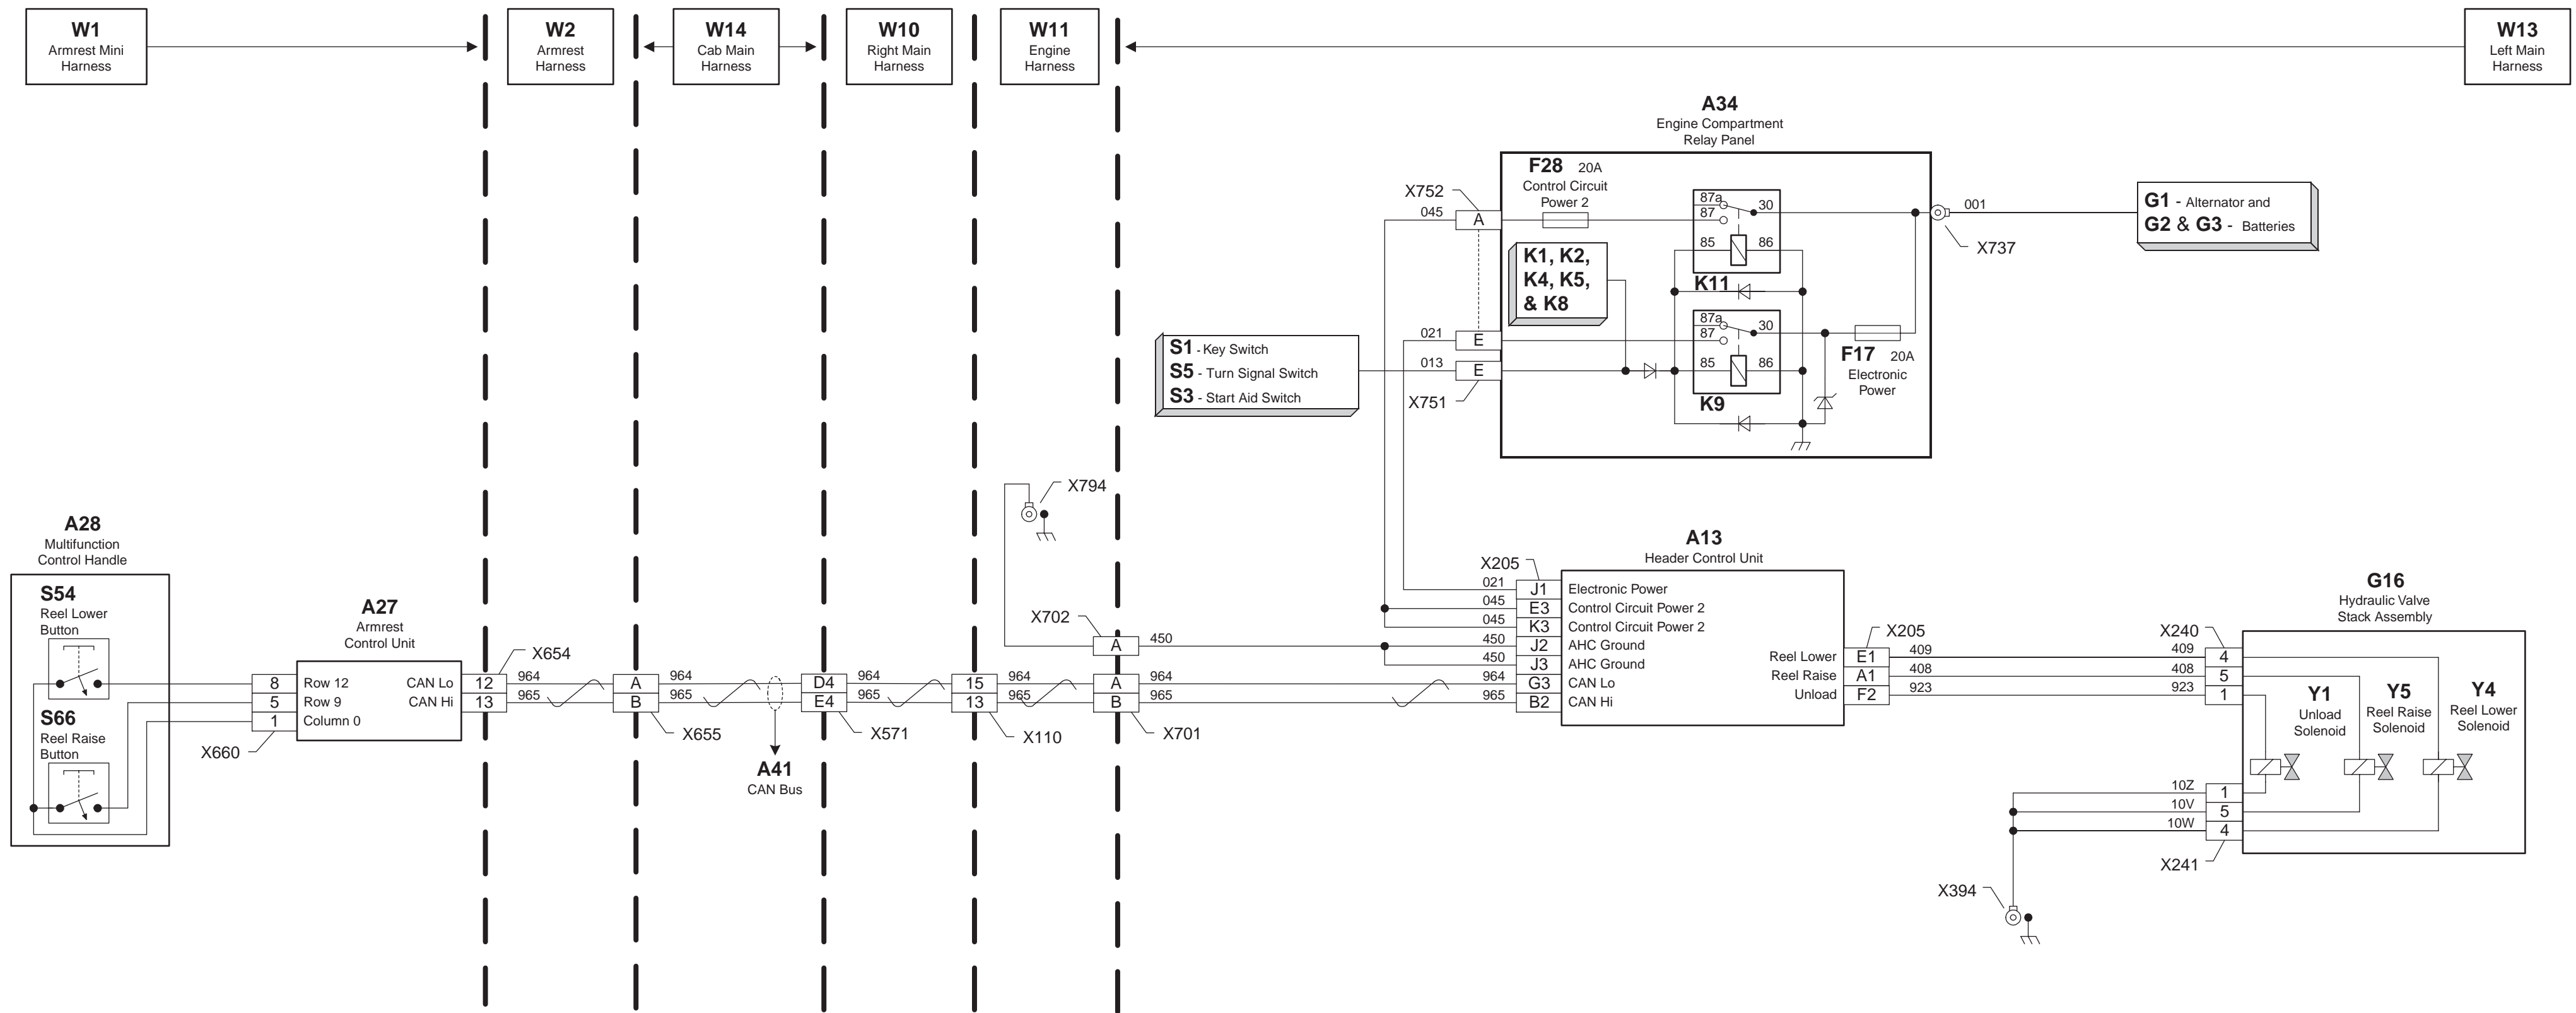 W1
Armrest Mini
Harness
W2
Armrest
Harness
W14
Cab Main
Harness
W10
Right Main
Harness
W11
Engine
Harness
W13
Left Main
Harness
A34
Engine Compartment
Relay Panel
F28 20A
Control Circuit
Power 2
X752
045
A
87a
87
30
85
86
K11
001
X737
G1 - Alternator and
G2 & G3 - Batteries
K1, K2,
K4, K5,
& K8
87a
87
30
85
86
K9
F17 20A
Electronic
Power
021
E
013
E
X751
S1 - Key Switch
S5 - Turn Signal Switch
S3 - Start Aid Switch
X794
A28
Multifunction
Control Handle
S54
Reel Lower
Button
S66
Reel Raise
Button
A27
Armrest
Control Unit
8
Row 12
5
Row 9
1
Column 0
X660
CAN Lo
12
CAN Hi
13
X654
964
965
A
B
X655
964
965
A41
CAN Bus
D4
E4
X571
964
965
15
13
X110
964
965
X702
A
450
A
B
X701
964
965
A13
Header Control Unit
X205
021
J1
Electronic Power
045
E3
Control Circuit Power 2
045
K3
Control Circuit Power 2
450
J2
AHC Ground
450
J3
AHC Ground
964
G3
CAN Lo
965
B2
CAN Hi
X205
Reel Lower
E1
409
Reel Raise
A1
408
Unload
F2
923
G16
Hydraulic Valve
Stack Assembly
X240
409
4
408
5
923
1
Y1
Unload
Solenoid
Y5
Reel Raise
Solenoid
Y4
Reel Lower
Solenoid
10Z
1
10V
5
10W
4
X241
X394